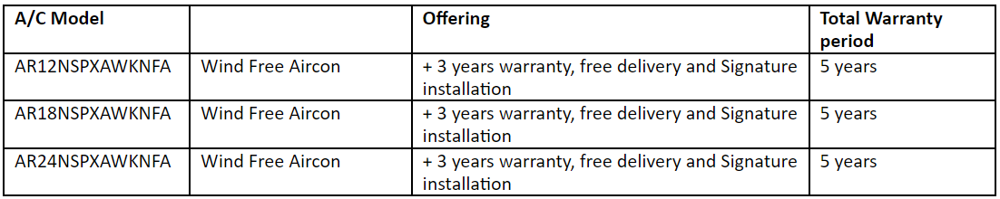 A/C Model Offering Total Warranty
period
AR12NSPXAWKNFA Wind Free Aircon + 3 years warranty, free delivery and Signature 5 years
installation
AR18NSPXAWKNFA Wind Free Aircon + 3 years warranty, free delivery and Signature 5 years
installation
AR24NSPXAWKNFA Wind Free Aircon + 3 years warranty, free delivery and Signature 5 years
installation